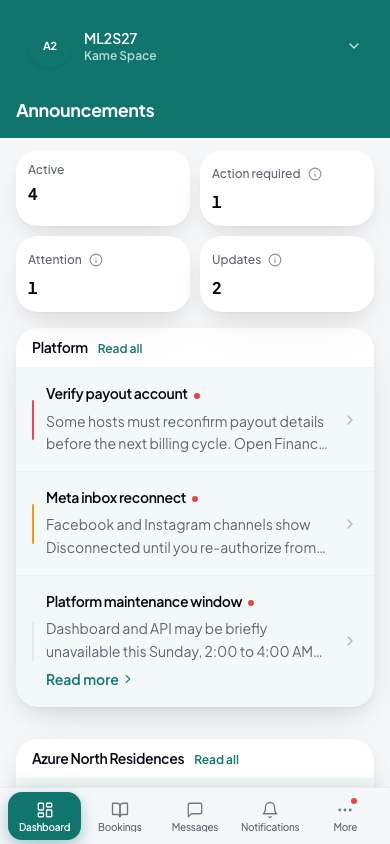 A2
ML2S27
Kame Space
Announcements
Active
4
Action required
1
Attention
1
Updates
2
Platform Read all
Verify payout account
Some hosts must reconfirm payout details
before the next billing cycle. Open Financ...
Meta inbox reconnect
Facebook and Instagram channels show
Disconnected until you re-authorize from...
Platform maintenance window
Dashboard and API may be briefly
unavailable this Sunday, 2:00 to 4:00 AM...
Read more
Azure North Residences Read all
Dashboard
Bookings
Messages
Notifications
More